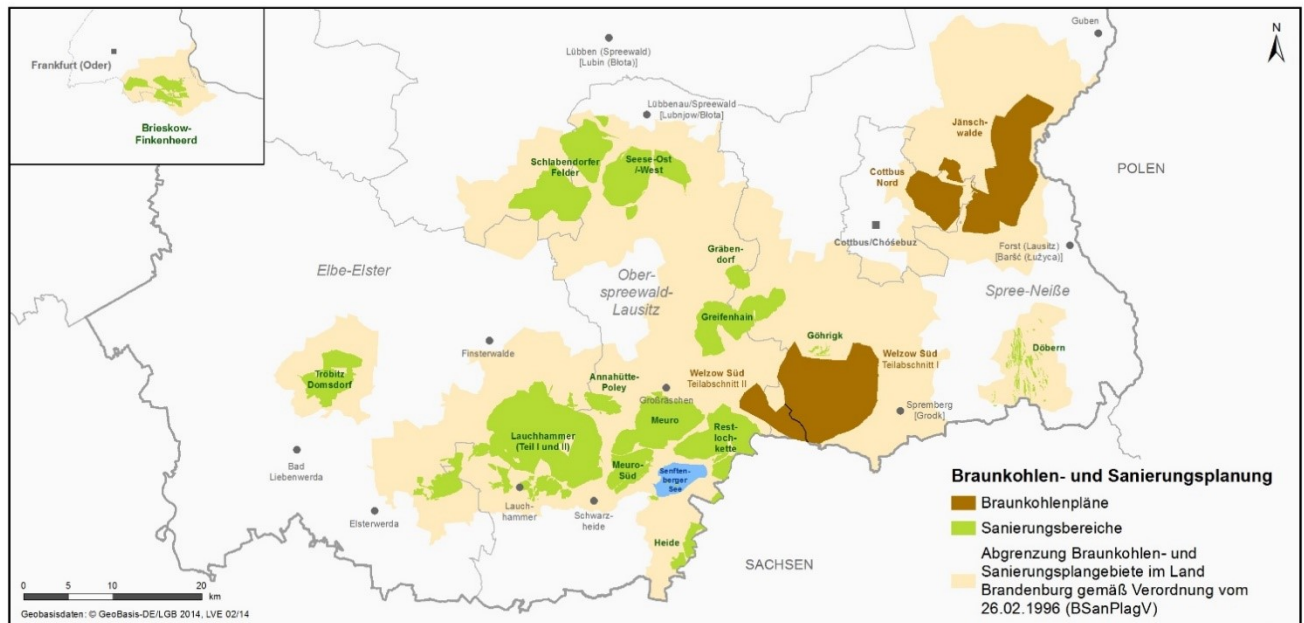 Frankfurt (Oder)
Brieskow-
Finkenheerd
Lübben (Spreewald)
[Lubin (Błota)]
Guben
N
Lübbenau/Spreewald
[Lubnjow/Błota]
Jänsch-
walde
Schlabendorfer
Felder
Seese-Ost
/-West
Cottbus
Nord
POLEN
Cottbus/Chóśebuz
Forst (Lausitz)
[Baršć (Łužyca)]
Gräben-
dorf
Elbe-Elster
Ober-
spreewald-
Lausitz
Spree-Neiße
Greifenhain
Göhrigk
Döbern
Finsterwalde
Welzow Süd
Teilabschnitt I
Welzow Süd
Teilabschnitt II
Tröbitz
Domsdorf
Annahütte-
Poley
Großräschen
Spremberg
[Grodk]
Meuro
Rest-
loch-
kette
Lauchhammer
(Teil I und II)
Bad
Liebenwerda
Meuro-
Süd
Senften-
berger
See
Elsterwerda
Lauch-
hammer
Schwarz-
heide
Heide
SACHSEN
Braunkohlen- und Sanierungsplanung
Braunkohlenpläne
Sanierungsbereiche
Abgrenzung Braunkohlen- und
Sanierungsplangebiete im Land
Brandenburg gemäß Verordnung vom
26.02.1996 (BSanPlagV)
0 5 10 20
km
Geobasisdaten: © GeoBasis-DE/LGB 2014, LVE 02/14